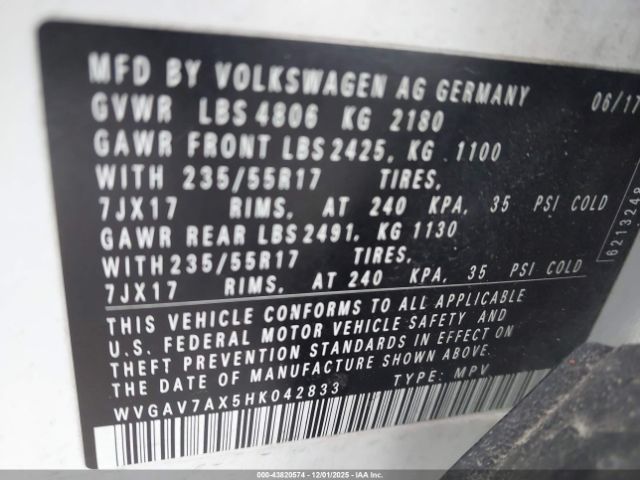 MFD BY VOLKSWAGEN AG GERMANY 06/17
GVWR LBS 4806 KG 2180
GAWR FRONT LBS 2425, KG 1100
WITH 235/55R17 TIRES,
7JX17 RIMS, AT 240 KPA, 35 PSI COLD
GAWR REAR LBS 2491, KG 1130
WITH 235/55R17 TIRES,
7JX17 RIMS, AT 240 KPA, 35 PSI COLD
THIS VEHICLE CONFORMS TO ALL APPLICABLE
U.S. FEDERAL MOTOR VEHICLE SAFETY AND
THEFT PREVENTION STANDARDS IN EFFECT ON
THE DATE OF MANUFACTURE SHOWN ABOVE.
WVGAV7AX5HK042833 TYPE: MPV
6213248
000-43820574 - 12/01/2025 - IAA Inc.